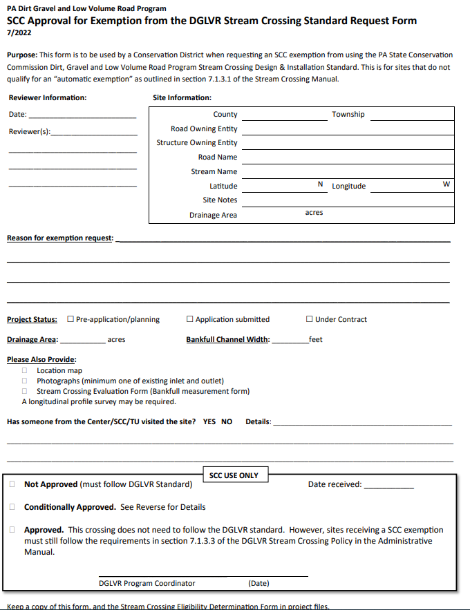 PA Dirt Gravel and Low Volume Road Program
SCC Approval for Exemption from the DGLVR Stream Crossing Standard Request Form
7/2022
Purpose: This form is to be used by a Conservation District when requesting an SCC exemption from using the PA State Conservation
Commission Dirt, Gravel and Low Volume Road Program Stream Crossing Design & Installation Standard. This is for sites that do not
qualify for an "automatic exemption" as outlined in section 7.1.3.1 of the Stream Crossing Manual.
Reviewer Information:
Date:
Reviewer(s):
Site Information:
County Township
Road Owning Entity
Structure Owning Entity
Road Name
Stream Name
Latitude N Longitude W
Site Notes
Drainage Area acres
Reason for exemption request:
Project Status: ☐ Pre-application/planning ☐ Application submitted ☐ Under Contract
Drainage Area: acres Bankfull Channel Width: feet
Please Also Provide:
☐ Location map
☐ Photographs (minimum one of existing inlet and outlet)
☐ Stream Crossing Evaluation Form (Bankfull measurement form)
A longitudinal profile survey may be required.
Has someone from the Center/SCC/TU visited the site? YES NO Details:
SCC USE ONLY
☐ Not Approved (must follow DGLVR Standard) Date received:
☐ Conditionally Approved. See Reverse for Details
☐ Approved. This crossing does not need to follow the DGLVR standard. However, sites receiving a SCC exemption
must still follow the requirements in section 7.1.3.3 of the DGLVR Stream Crossing Policy in the Administrative
Manual.
DGLVR Program Coordinator (Date)
Keep a copy of this form, and the Stream Crossing Eligibility Determination Form in project files.